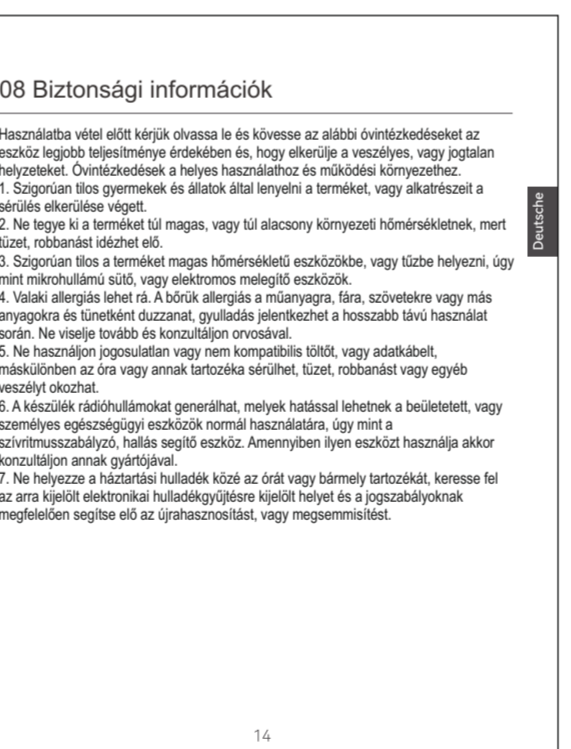 08 Biztonsági információk
Használatba vétel előtt kérjük olvassa le és kövesse az alábbi óvintézkedéseket az
eszköz legjobb teljesítménye érdekében és, hogy elkerülje a veszélyes, vagy jogtalan
helyzeteket. Óvintézkedések a helyes használathoz és működési környezethez.
1. Szigorúan tilos gyermekek és állatok által lenyelni a terméket, vagy alkatrészeit a
sérülés elkerülése végett.
2. Ne tegye ki a terméket túl magas, vagy túl alacsony környezeti hőmérsékletnek, mert
tüzet, robbanást idézhet elő.
3. Szigorúan tilos a terméket magas hőmérsékletű eszközökbe, vagy tűzbe helyezni, úgy
mint mikrohullámú sütő, vagy elektromos melegítő eszközök.
4. Valaki allergiás lehet rá. A bőrük allergiás a műanyagra, fára, szövetekre vagy más
anyagokra és tünetként duzzanat, gyulladás jelentkezhet a hosszabb távú használat
során. Ne viselje tovább és konzultáljon orvosával.
5. Ne használjon jogosulatlan vagy nem kompatibilis töltőt, vagy adatkábelt,
máskülönben az óra vagy annak tartozéka sérülhet, tüzet, robbanást vagy egyéb
veszélyt okozhat.
6. A készülék rádióhullámokat generálhat, melyek hatással lehetnek a beületetett, vagy
személyes egészségügyi eszközök normál használatára, úgy mint a
szívritmusszabályzó, hallás segítő eszköz. Amennyiben ilyen eszközt használja akkor
konzultáljon annak gyártójával.
7. Ne helyezze a háztartási hulladék közé az órát vagy bármely tartozékát, keresse fel
az arra kijelölt elektronikai hulladékgyűjtésre kijelölt helyet és a jogszabályoknak
megfelelően segítse elő az újrahasznosítást, vagy megsemmisítést.
Deutsche
14